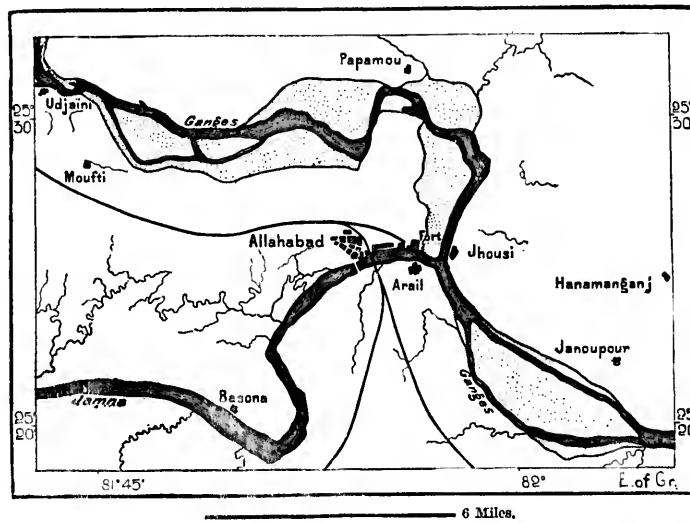 Papamou
Udjaini
Ganges
25°
30
25°
30
Moufti
Allahabad
Fort
Jhousi
Arail
Hanamanganj
Janoupour
Jamna
Basona
Ganges
25°
20'
25°
20'
81°45'
82°
E. of Gr.
6 Miles.